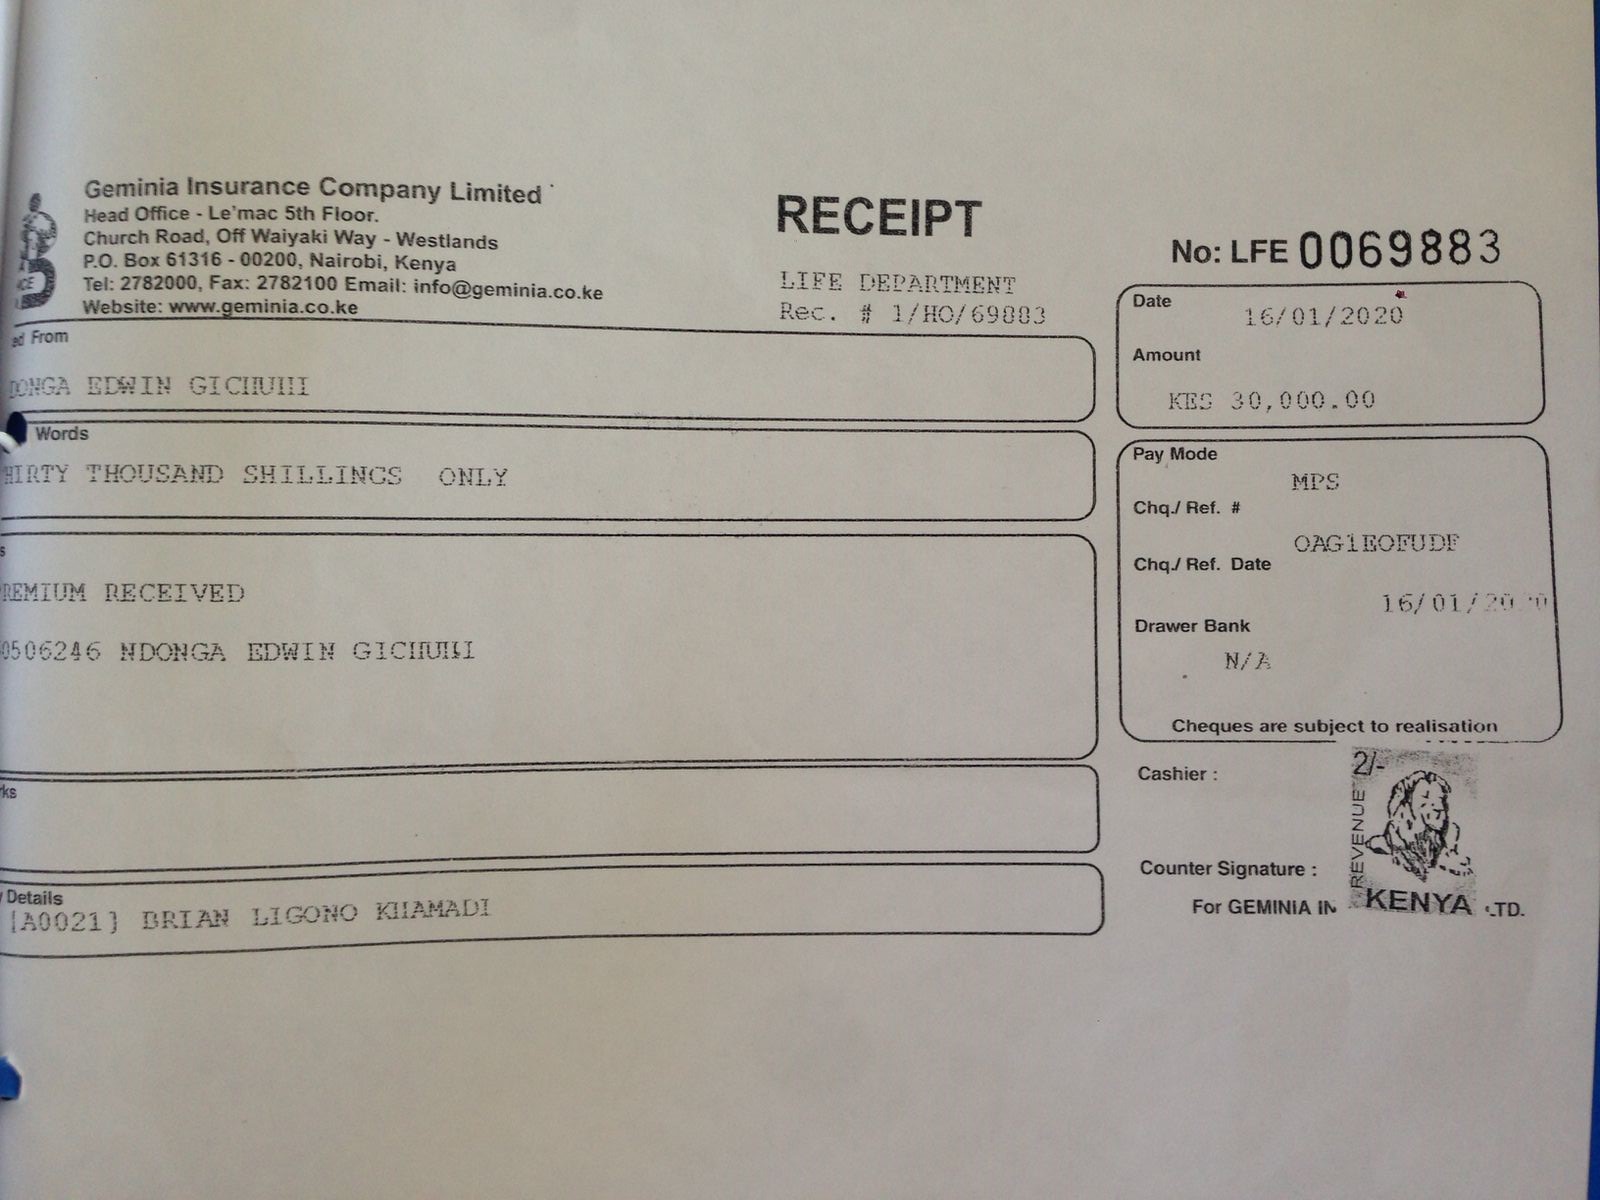 Geminia Insurance Company Limited
Head Office - Le'mac 5th Floor.
Church Road, Off Waiyaki Way - Westlands
P.O. Box 61316 - 00200, Nairobi, Kenya
Tel: 2782000, Fax: 2782100 Email: info@geminia.co.ke
Website: www.geminia.co.ke
RECEIPT
LIFE DEPARTMENT
Rec. # 1/HO/69883
No: LFE 0069883
Date
16/01/2020
Amount
KES 30,000.00
ed From
DONGA EDWIN GICHUHI
Words
HIRTY THOUSAND SHILLINGS ONLY
s
REMIUM RECEIVED
0506246 NDONGA EDWIN GICHUHI
rks
Details
[A0021] BRIAN LIGONO KHAMADI
Pay Mode
MPS
Chq./ Ref. #
OAG1EOFUDF
Chq./ Ref. Date
16/01/2020
Drawer Bank
N/A
Cheques are subject to realisation
Cashier :
Counter Signature :
For GEMINIA IN LTD.
2/-
REVENUE
KENYA